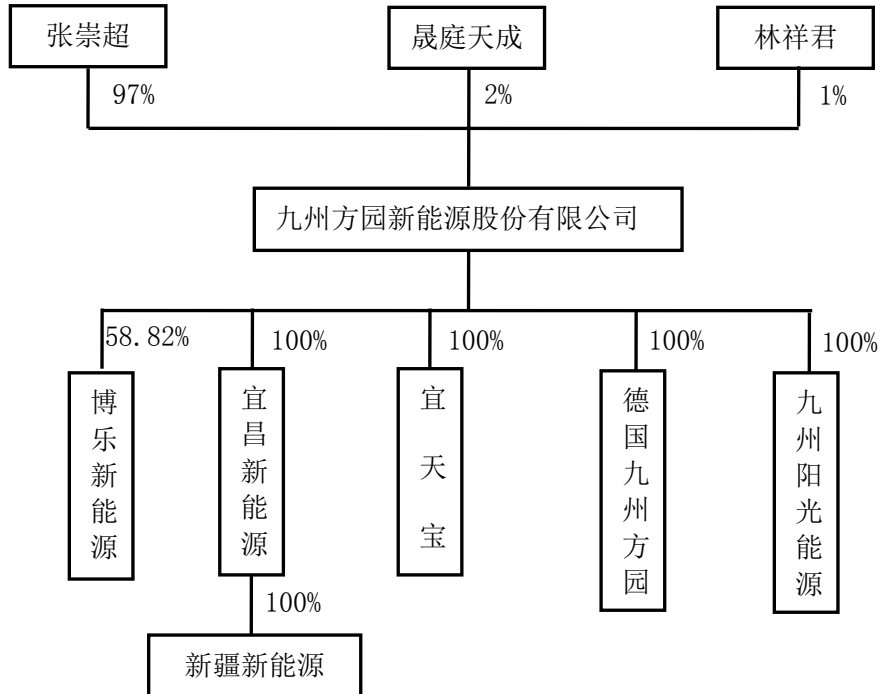 张崇超
晟庭天成
林祥君
97%
2%
1%
九州方园新能源股份有限公司
58.82%
100%
100%
100%
100%
博乐新能源
宜昌新能源
宜天宝
德国九州方园
九州阳光能源
100%
新疆新能源